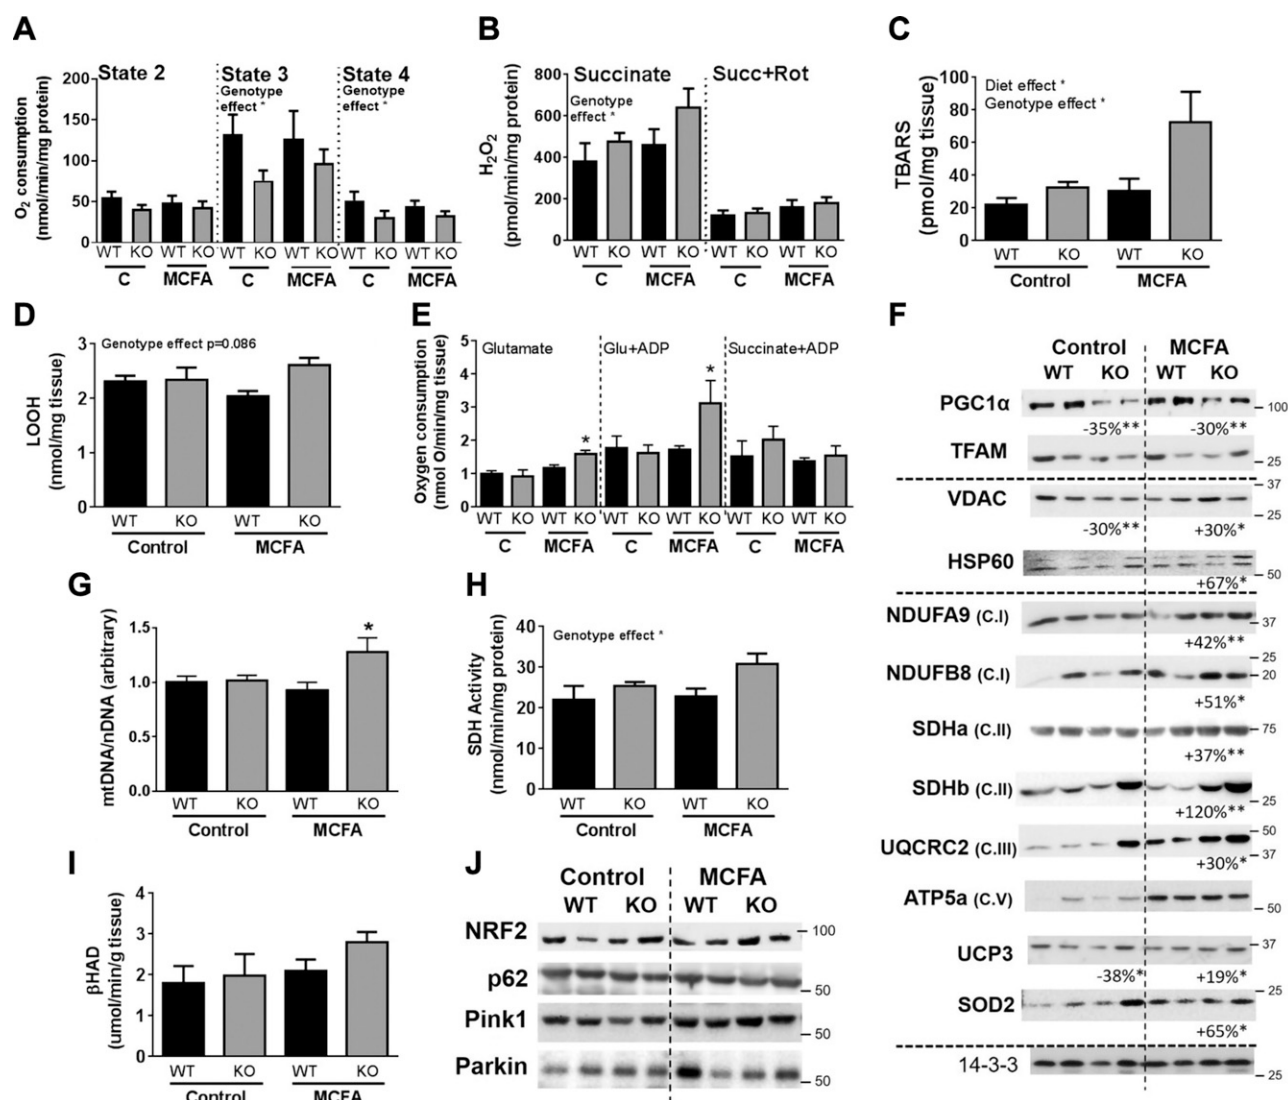 A
State 2
State 3
State 4
Genotype
effect *
Genotype
effect *
O2 consumption
(nmol/min/mg protein)
200
150
100
50
0
WT KO WT KO WT KO WT KO WT KO WT KO
C MCFA C MCFA C MCFA
B
Succinate
Succ+Rot
Genotype
effect *
H2O2
(pmol/min/mg protein)
800
600
400
200
0
WT KO WT KO WT KO WT KO
C MCFA C MCFA
C
Diet effect *
Genotype effect *
TBARS
(pmol/mg tissue)
100
80
60
40
20
0
WT KO WT KO
Control MCFA
D
Genotype effect p=0.086
LOOH
(nmol/mg tissue)
3
2
1
0
WT KO WT KO
Control MCFA
E
Glutamate
Glu+ADP
Succinate+ADP
*
*
Oxygen consumption
(nmol O/min/mg tissue)
5
4
3
2
1
0
WT KO WT KO WT KO WT KO WT KO WT KO
C MCFA C MCFA C MCFA
F
Control MCFA
WT KO WT KO
PGC1α
100
-35%** -30%**
TFAM
25
VDAC
37
25
-30%** +30%*
HSP60
50
+67%*
NDUFA9 (C.I)
37
+42%**
NDUFB8 (C.I)
25
20
+51%*
SDHa (C.II)
75
+37%**
SDHb (C.II)
25
+120%**
UQCRC2 (C.III)
50
37
+30%*
ATP5a (C.V)
50
UCP3
37
-38%* +19%*
SOD2
25
+65%*
14-3-3
25
G
*
mtDNA/nDNA (arbitrary)
1.5
1.0
0.5
0.0
WT KO WT KO
Control MCFA
H
Genotype effect *
SDH Activity
(nmol/min/mg protein)
40
30
20
10
0
WT KO WT KO
Control MCFA
I
βHAD
(umol/min/g tissue)
4
3
2
1
0
WT KO WT KO
Control MCFA
J
Control MCFA
WT KO WT KO
NRF2
100
p62
50
Pink1
50
Parkin
50